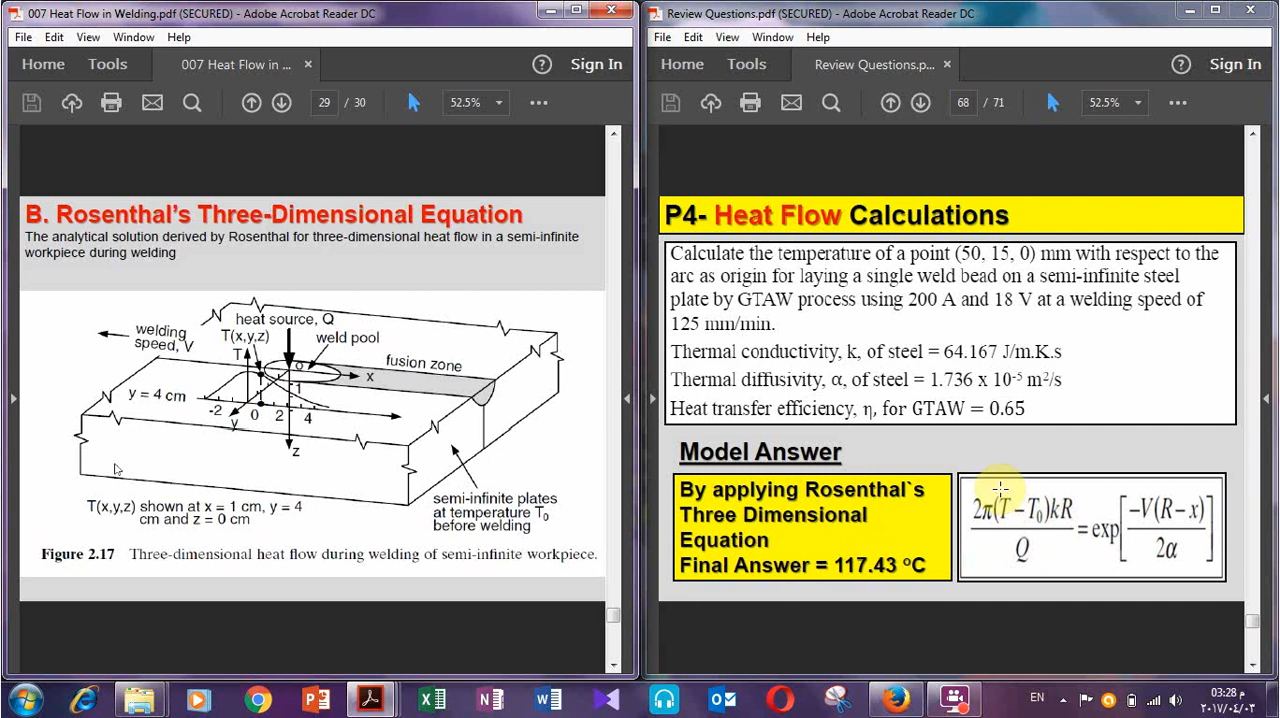 007 Heat Flow in Welding.pdf (SECURED) - Adobe Acrobat Reader DC
File Edit View Window Help
Home Tools 007 Heat Flow in ... × Sign In
29 / 30 52.5%
B. Rosenthal's Three-Dimensional Equation
The analytical solution derived by Rosenthal for three-dimensional heat flow in a semi-infinite
workpiece during welding
heat source, Q
welding
speed, V
T(x,y,z)
T
weld pool
fusion zone
o
x
1
y = 4 cm
-2 0 2 4
y
z
T(x,y,z) shown at x = 1 cm, y = 4
cm and z = 0 cm
semi-infinite plates
at temperature T₀
before welding
Figure 2.17 Three-dimensional heat flow during welding of semi-infinite workpiece.
Review Questions.pdf (SECURED) - Adobe Acrobat Reader DC
File Edit View Window Help
Home Tools Review Questions.p... × Sign In
68 / 71 52.5%
P4- Heat Flow Calculations
Calculate the temperature of a point (50, 15, 0) mm with respect to the
arc as origin for laying a single weld bead on a semi-infinite steel
plate by GTAW process using 200 A and 18 V at a welding speed of
125 mm/min.
Thermal conductivity, k, of steel = 64.167 J/m.K.s
Thermal diffusivity, α, of steel = 1.736 x 10⁻⁵ m²/s
Heat transfer efficiency, η, for GTAW = 0.65
Model Answer
By applying Rosenthal`s
Three Dimensional
Equation
Final Answer = 117.43 ºC
2π(T − T₀)kR / Q = exp[−V(R − x) / 2α]
EN
03:28 م
٢٠١٧/٠٤/٠٣